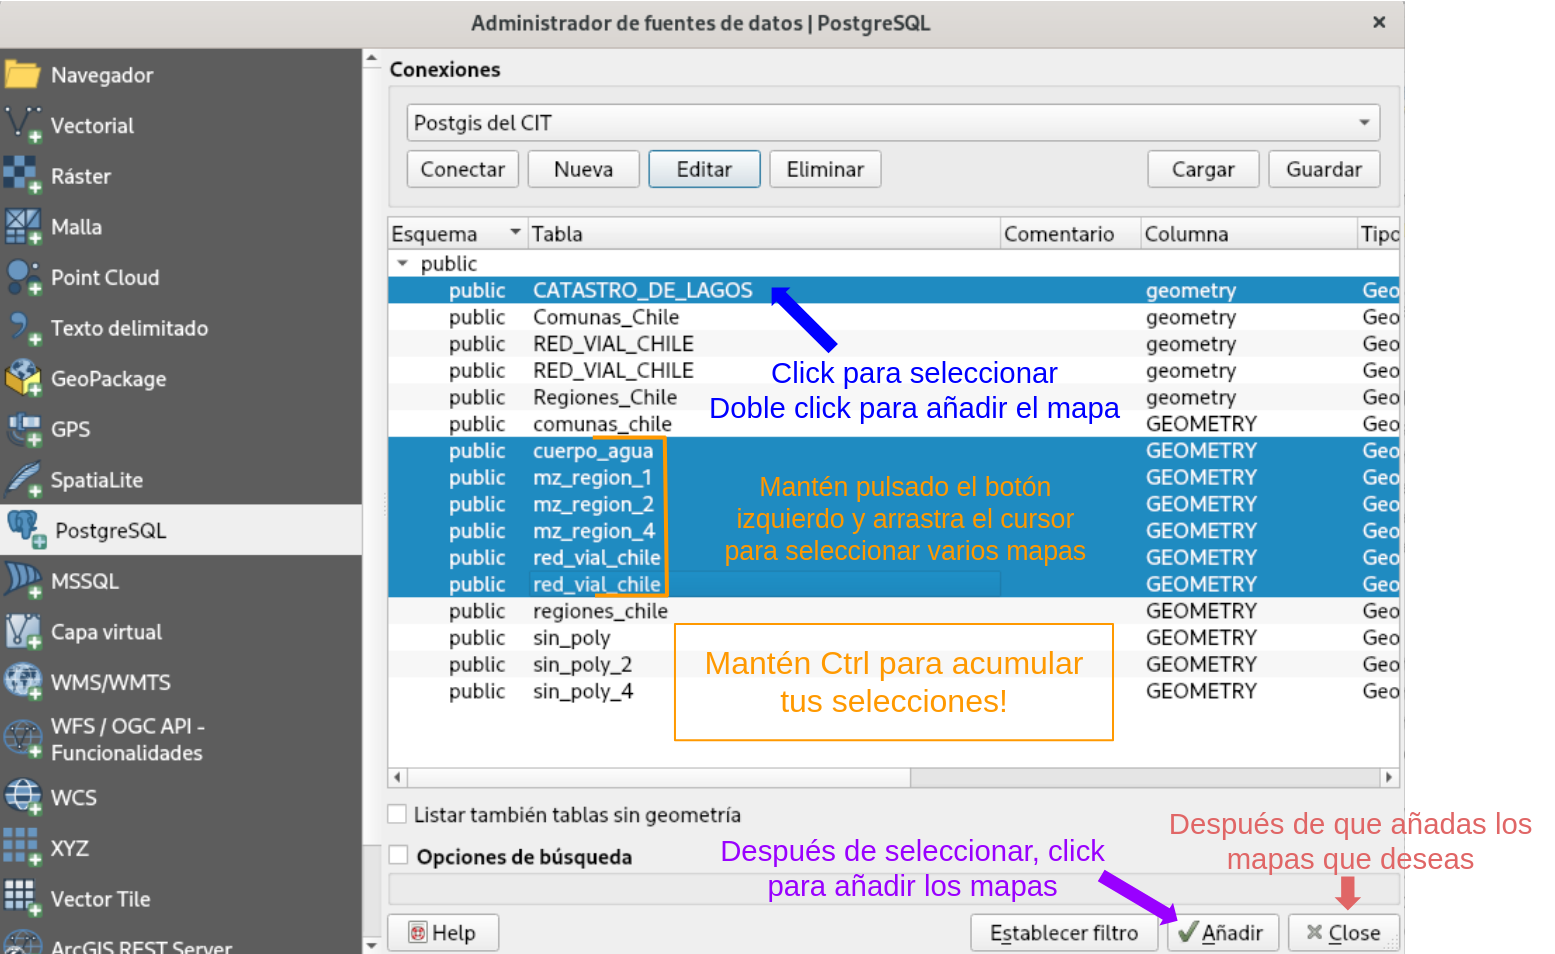 Administrador de fuentes de datos | PostgreSQL
Navegador
Vectorial
Ráster
Malla
Point Cloud
Texto delimitado
GeoPackage
GPS
SpatiaLite
PostgreSQL
MSSQL
Capa virtual
WMS/WMTS
WFS / OGC API -
Funcionalidades
WCS
XYZ
Vector Tile
ArcGIS REST Server
Conexiones
Postgis del CIT
Conectar Nueva Editar Eliminar Cargar Guardar
Esquema Tabla Comentario Columna Tipo
public
public CATASTRO_DE_LAGOS geometry Geo
public Comunas_Chile geometry Geo
public RED_VIAL_CHILE geometry Geo
public RED_VIAL_CHILE geometry Geo
public Regiones_Chile geometry Geo
public comunas_chile GEOMETRY Geo
public cuerpo_agua GEOMETRY Geo
public mz_region_1 GEOMETRY Geo
public mz_region_2 GEOMETRY Geo
public mz_region_4 GEOMETRY Geo
public red_vial_chile GEOMETRY Geo
public red_vial_chile GEOMETRY Geo
public regiones_chile GEOMETRY Geo
public sin_poly GEOMETRY Geo
public sin_poly_2 GEOMETRY Geo
public sin_poly_4 GEOMETRY Geo
Click para seleccionar
Doble click para añadir el mapa
Mantén pulsado el botón
izquierdo y arrastra el cursor
para seleccionar varios mapas
Mantén Ctrl para acumular
tus selecciones!
Listar también tablas sin geometría
Opciones de búsqueda
Después de seleccionar, click
para añadir los mapas
Después de que añadas los
mapas que deseas
Help Establecer filtro Añadir Close